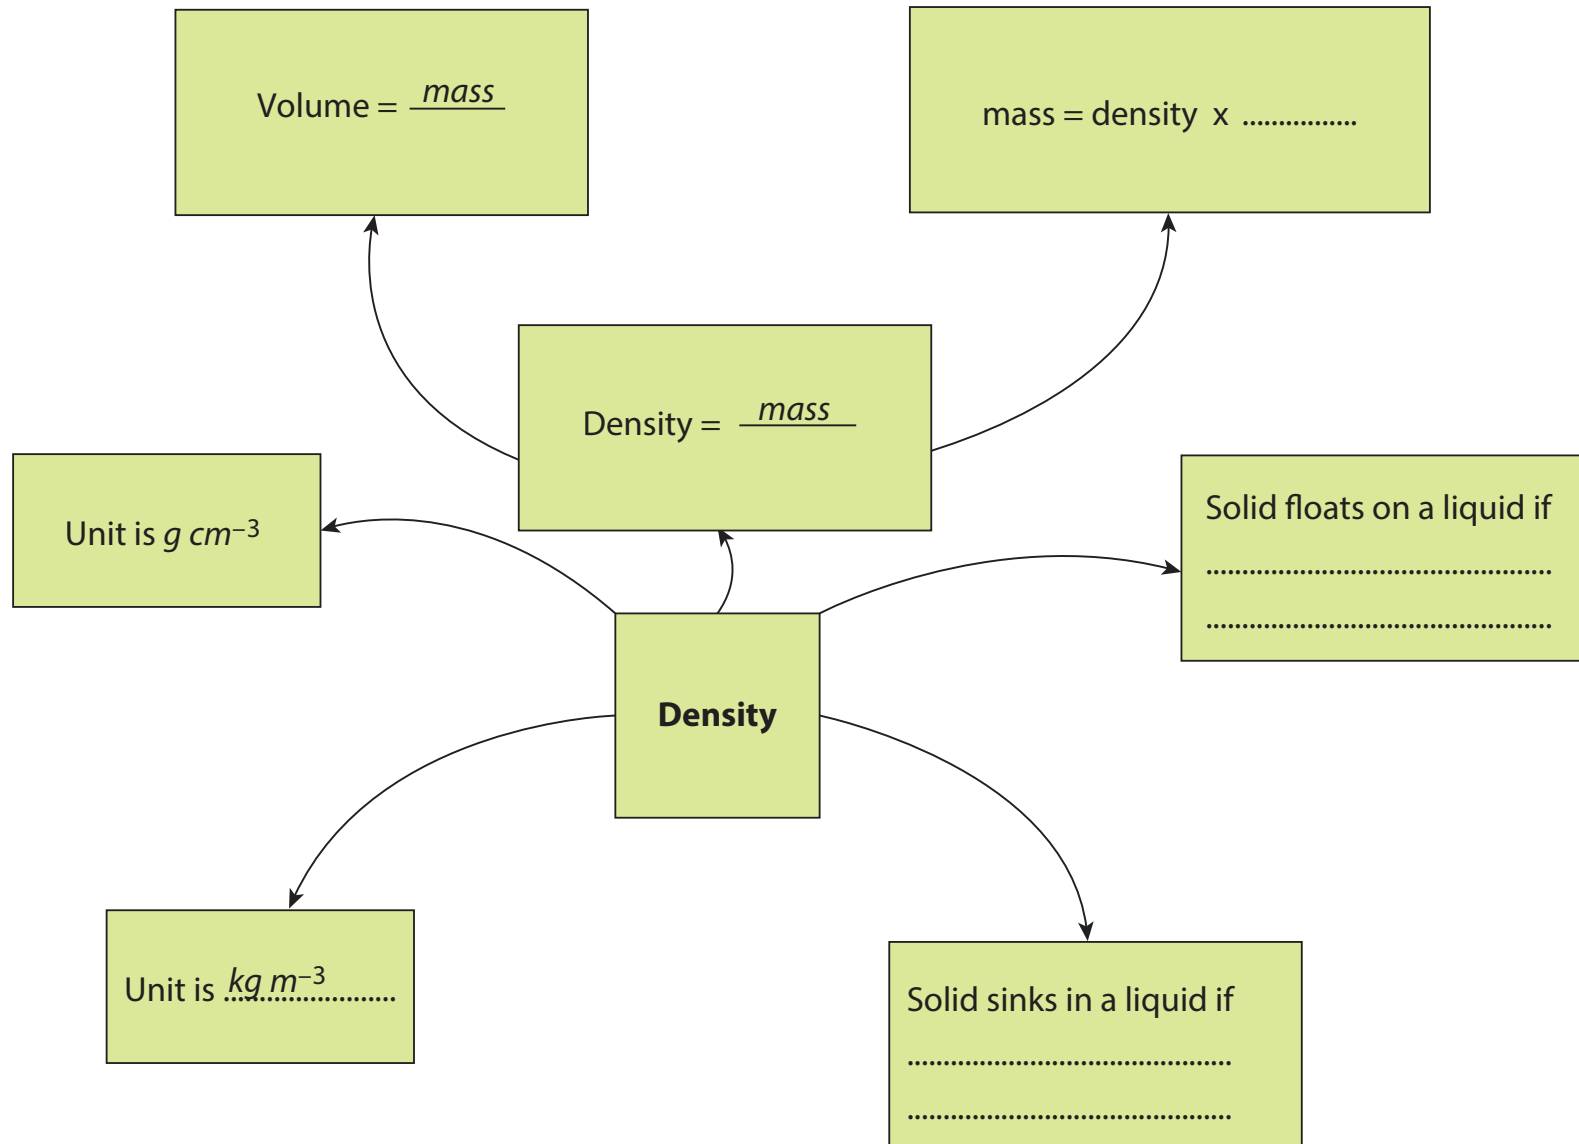 Volume = mass
mass = density x ................
Density = mass
Unit is g cm⁻³
Solid floats on a liquid if
................................................
................................................
Density
Unit is kg m⁻³
Solid sinks in a liquid if
.............................................
.............................................